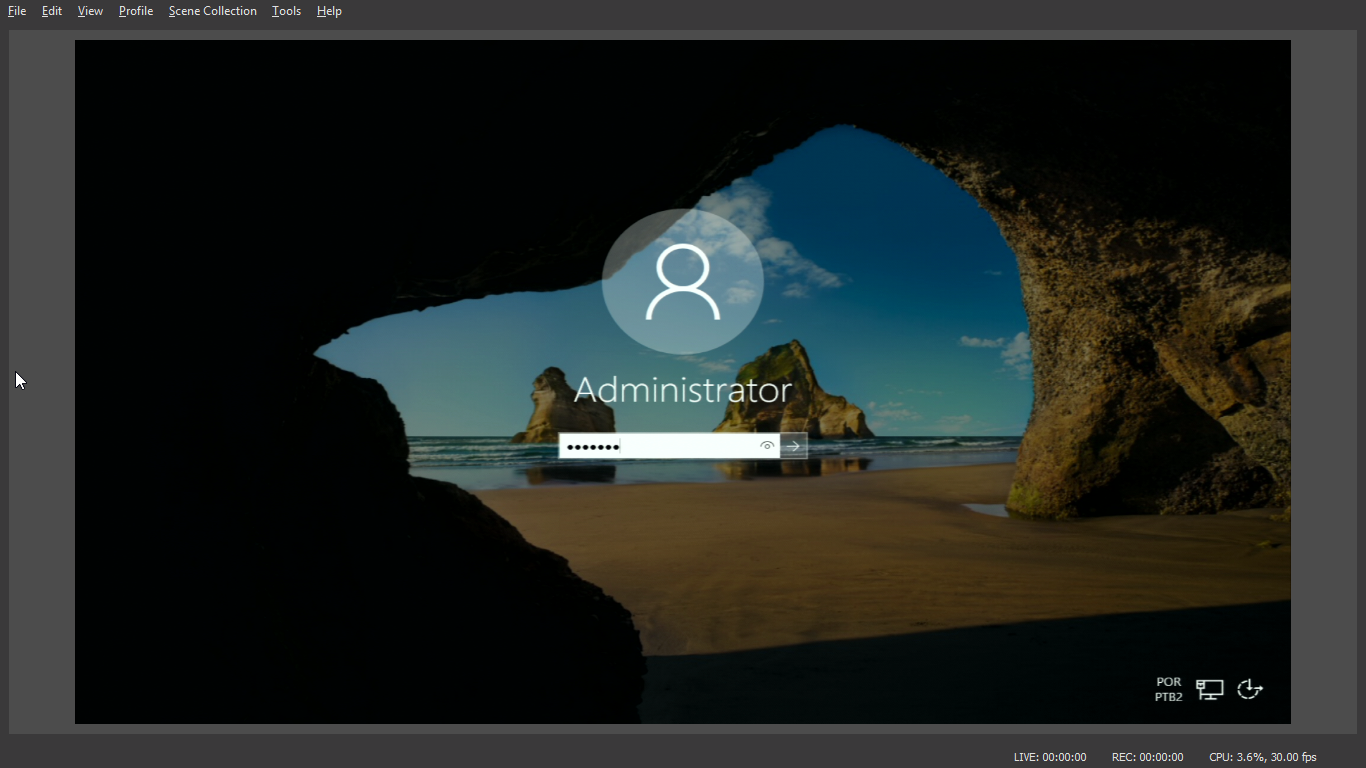 File Edit View Profile Scene Collection Tools Help
Administrator
•••••••
POR
PTB2
LIVE: 00:00:00 REC: 00:00:00 CPU: 3.6%, 30.00 fps